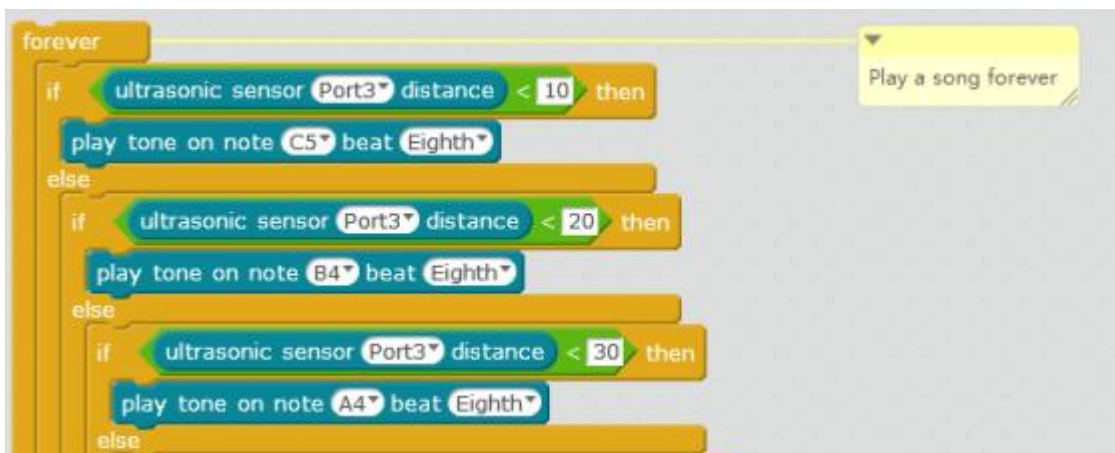 forever
Play a song forever
if ultrasonic sensor Port3 distance < 10 then
play tone on note C5 beat Eighth
else
if ultrasonic sensor Port3 distance < 20 then
play tone on note B4 beat Eighth
else
if ultrasonic sensor Port3 distance < 30 then
play tone on note A4 beat Eighth
else